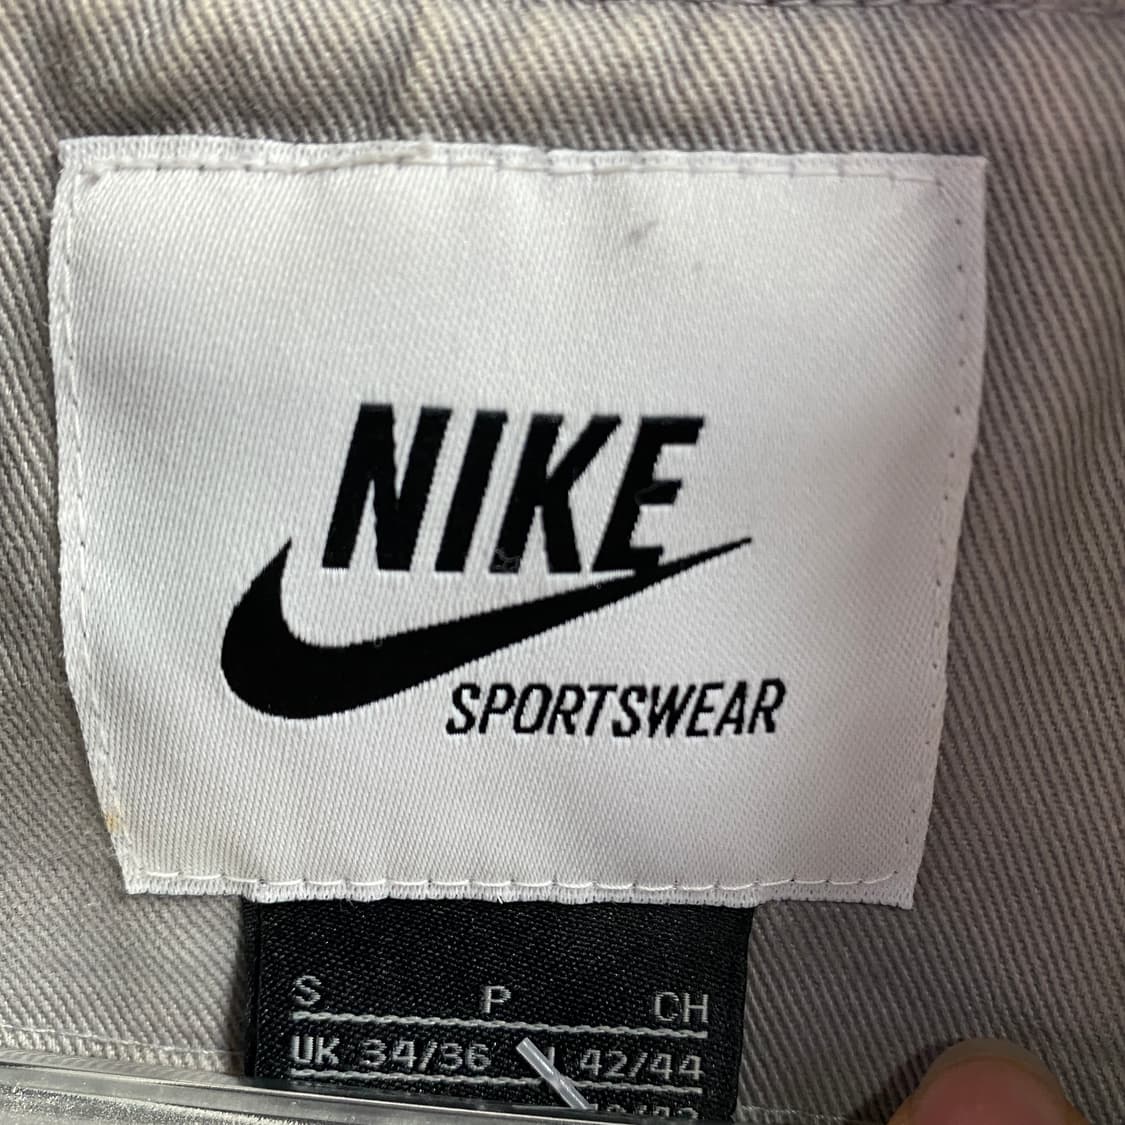 NIKE
SPORTSWEAR
S P CH
UK 34/36 42/44